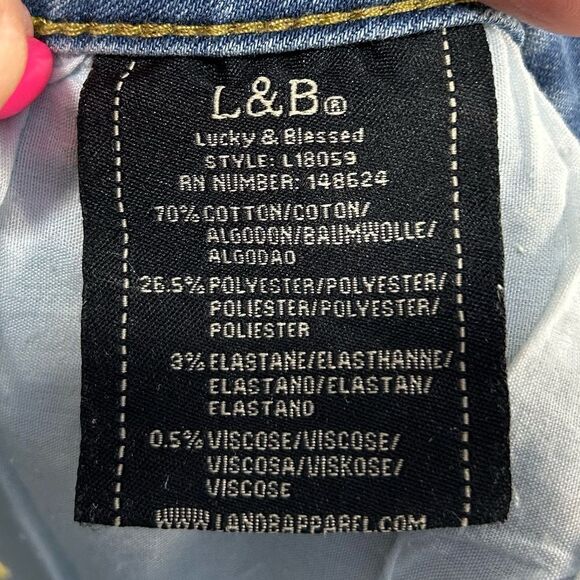 L&B®
Lucky & Blessed
STYLE: L18059
RN NUMBER: 148624
70% COTTON/COTON/
ALGODON/BAUMWOLLE/
ALGODAO
26.5% POLYESTER/POLYESTER/
POLIESTER/POLYESTER/
POLIESTER
3% ELASTANE/ELASTHANNE/
ELASTANO/ELASTAN/
ELASTANO
0.5% VISCOSE/VISCOSE/
VISCOSA/VISKOSE/
VISCOSE
WWW.LANDBAPPAREL.COM